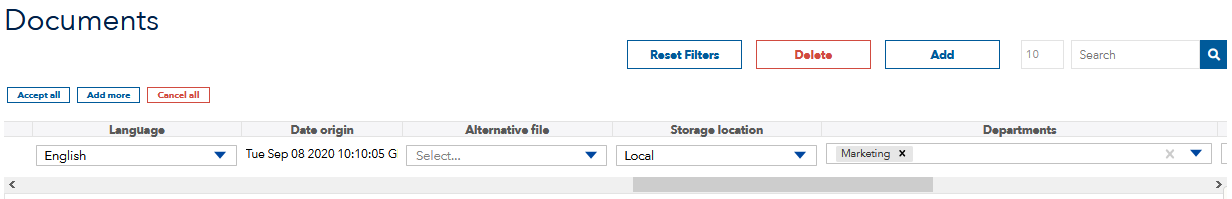 Documents
Reset Filters Delete Add 10 Search
Accept all Add more Cancel all
Language Date origin Alternative file Storage location Departments
English Tue Sep 08 2020 10:10:05 G Select... Local Marketing